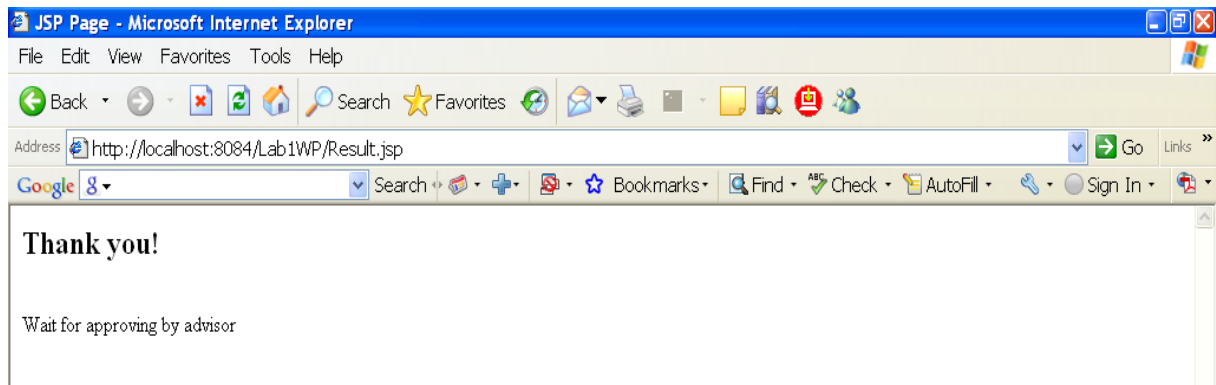 JSP Page - Microsoft Internet Explorer
File Edit View Favorites Tools Help
Back Search Favorites
Address http://localhost:8084/Lab1WP/Result.jsp Go Links »
Google Search Bookmarks Find ABC Check AutoFill Sign In
Thank you!
Wait for approving by advisor